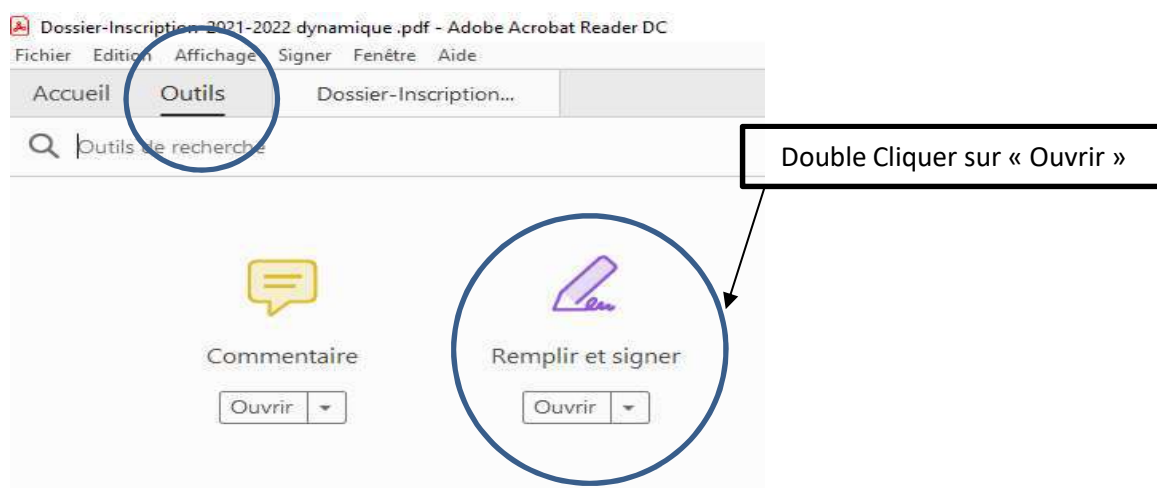 Dossier-Inscription-2021-2022 dynamique .pdf - Adobe Acrobat Reader DC
Fichier Edition Affichage Signer Fenêtre Aide
Accueil Outils Dossier-Inscription...
Outils de recherche
Double Cliquer sur « Ouvrir »
Commentaire Remplir et signer
Ouvrir Ouvrir